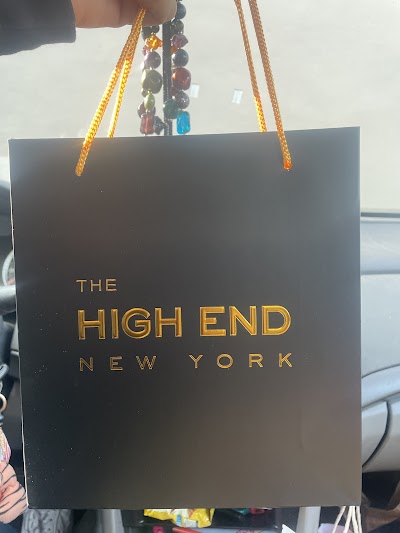 THE
HIGH END
NEW YORK